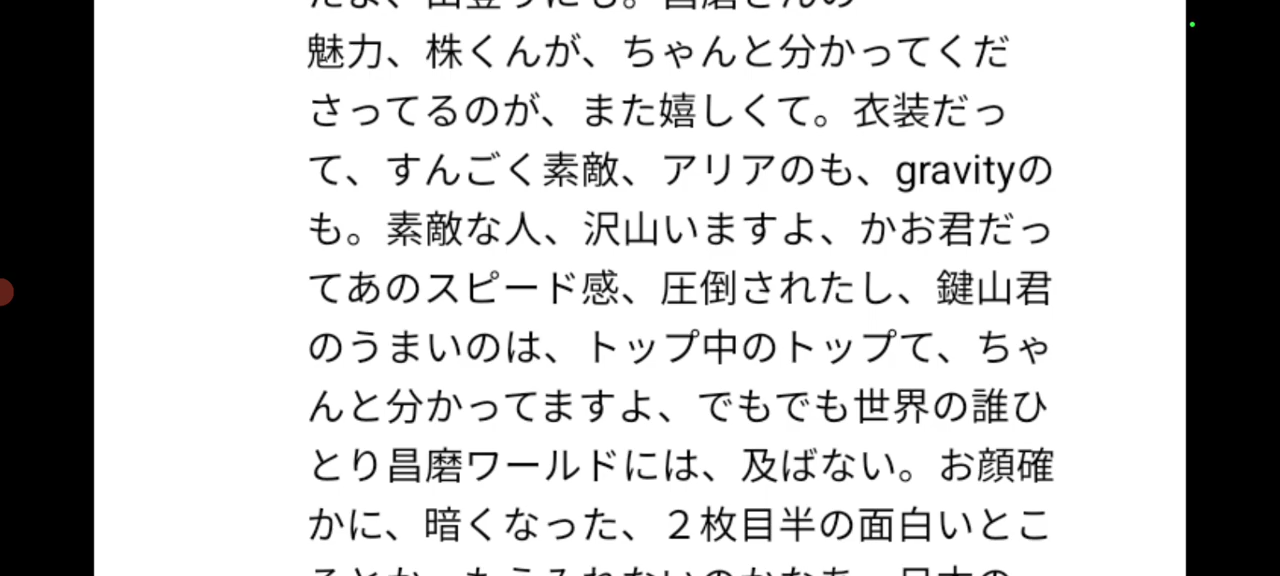 魅力、株くんが、ちゃんと分かってくだ
さってるのが、また嬉しくて。衣装だっ
て、すんごく素敵、アリアのも、gravityの
も。素敵な人、沢山いますよ、かお君だっ
てあのスピード感、圧倒されたし、鍵山君
のうまいのは、トップ中のトップて、ちゃ
んと分かってますよ、でもでも世界の誰ひ
とり昌磨ワールドには、及ばない。お顔確
かに、暗くなった、２枚目半の面白いとこ